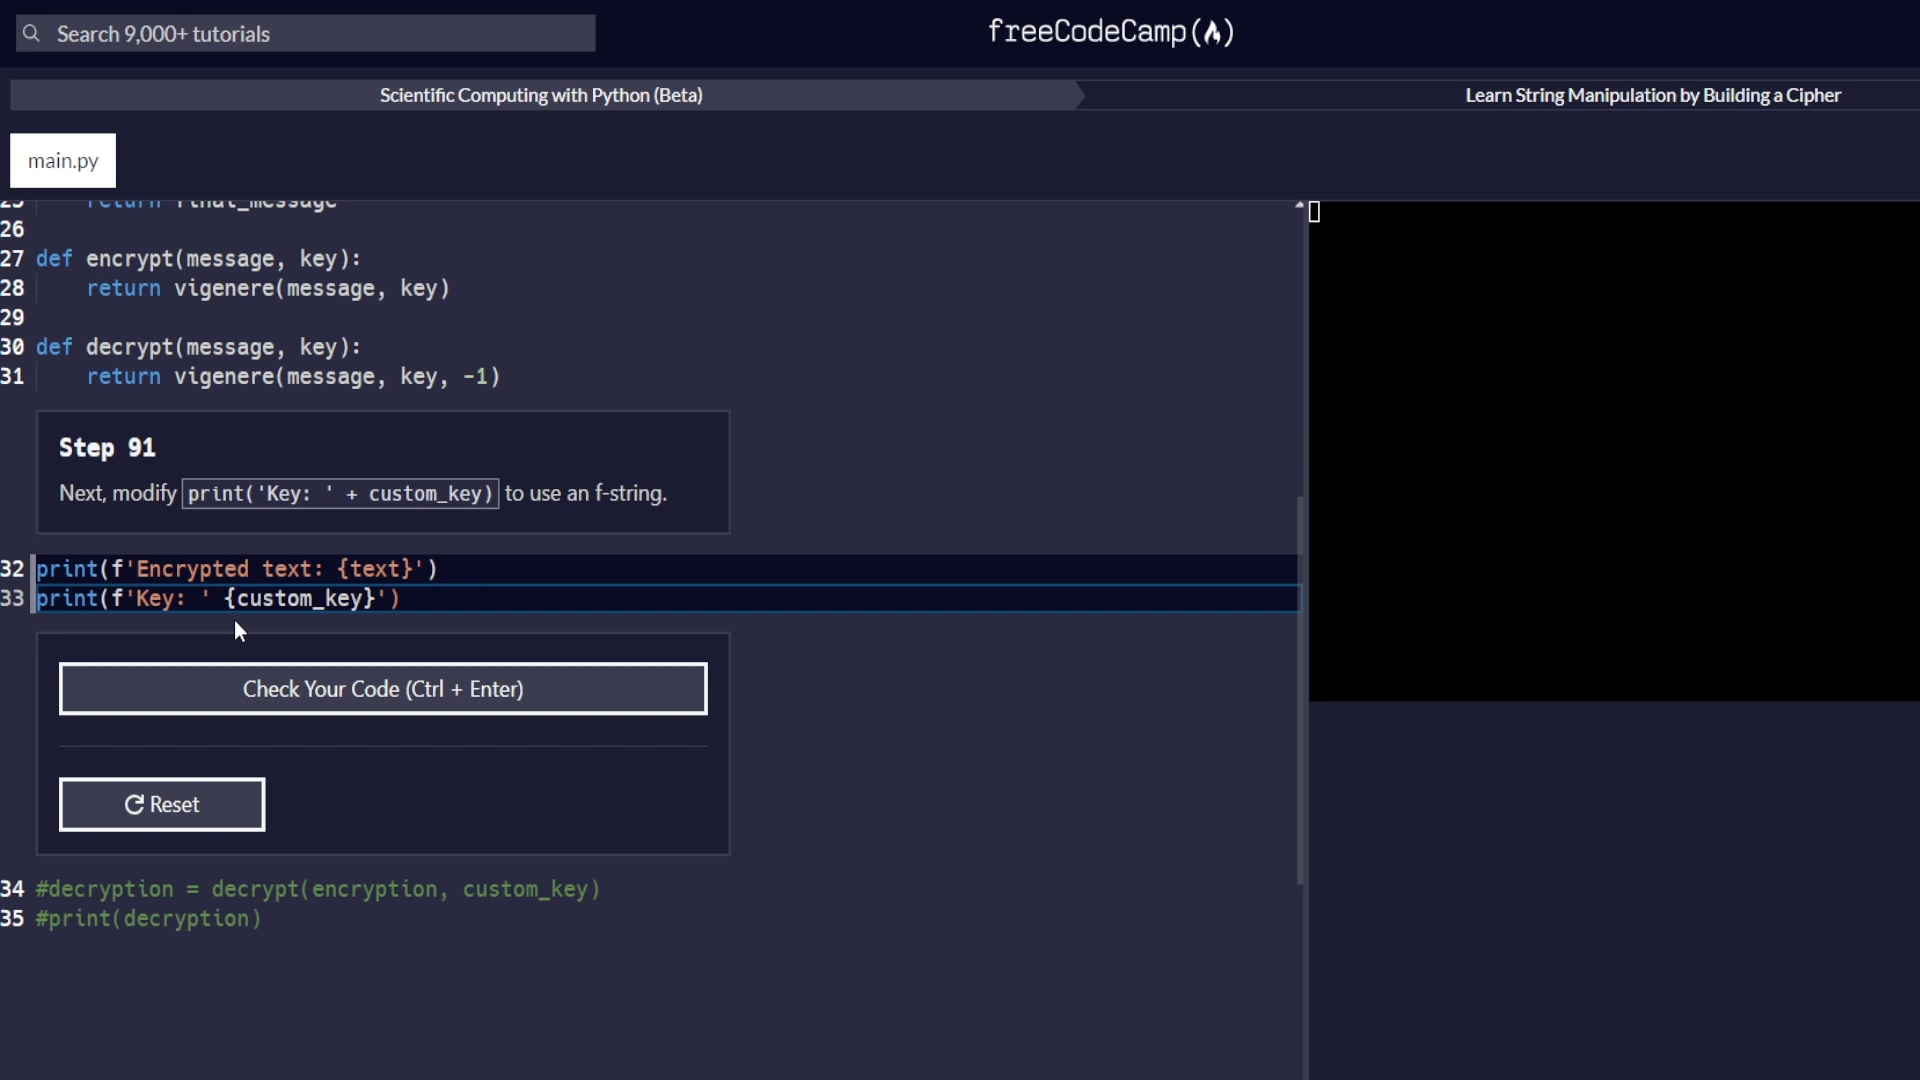 Search 9,000+ tutorials
freeCodeCamp(🔥)
Scientific Computing with Python (Beta)
Learn String Manipulation by Building a Cipher
main.py
25     return final_message
26
27 def encrypt(message, key):
28     return vigenere(message, key)
29
30 def decrypt(message, key):
31     return vigenere(message, key, -1)
Step 91
Next, modify print('Key: ' + custom_key) to use an f-string.
32 print(f'Encrypted text: {text}')
33 print(f'Key: ' {custom_key}')
Check Your Code (Ctrl + Enter)
Reset
34 #decryption = decrypt(encryption, custom_key)
35 #print(decryption)